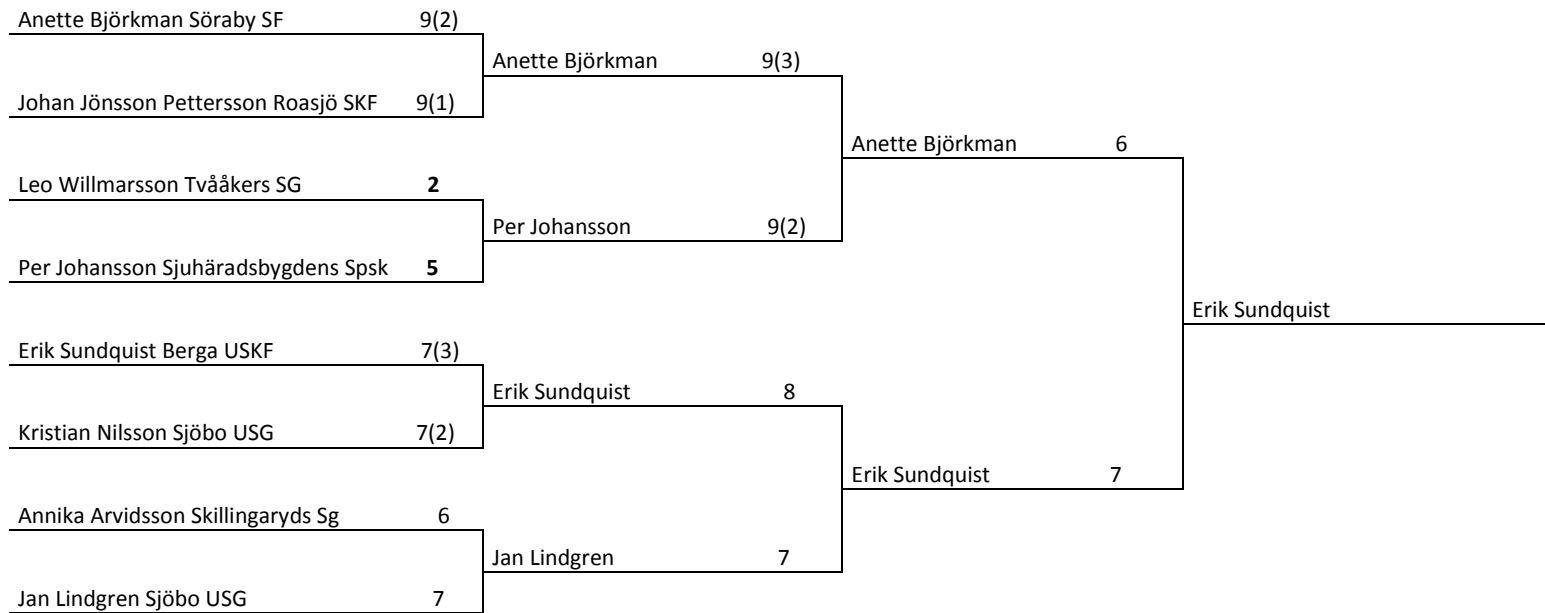 Anette Björkman Söraby SF 9(2)
Anette Björkman 9(3)
Johan Jönsson Pettersson Roasjö SKF 9(1)
Anette Björkman 6
Leo Willmarsson Tvååkers SG 2
Per Johansson 9(2)
Per Johansson Sjuhäradsbygdens Spsk 5
Erik Sundquist
Erik Sundquist Berga USKF 7(3)
Erik Sundquist 8
Kristian Nilsson Sjöbo USG 7(2)
Erik Sundquist 7
Annika Arvidsson Skillingaryds Sg 6
Jan Lindgren 7
Jan Lindgren Sjöbo USG 7